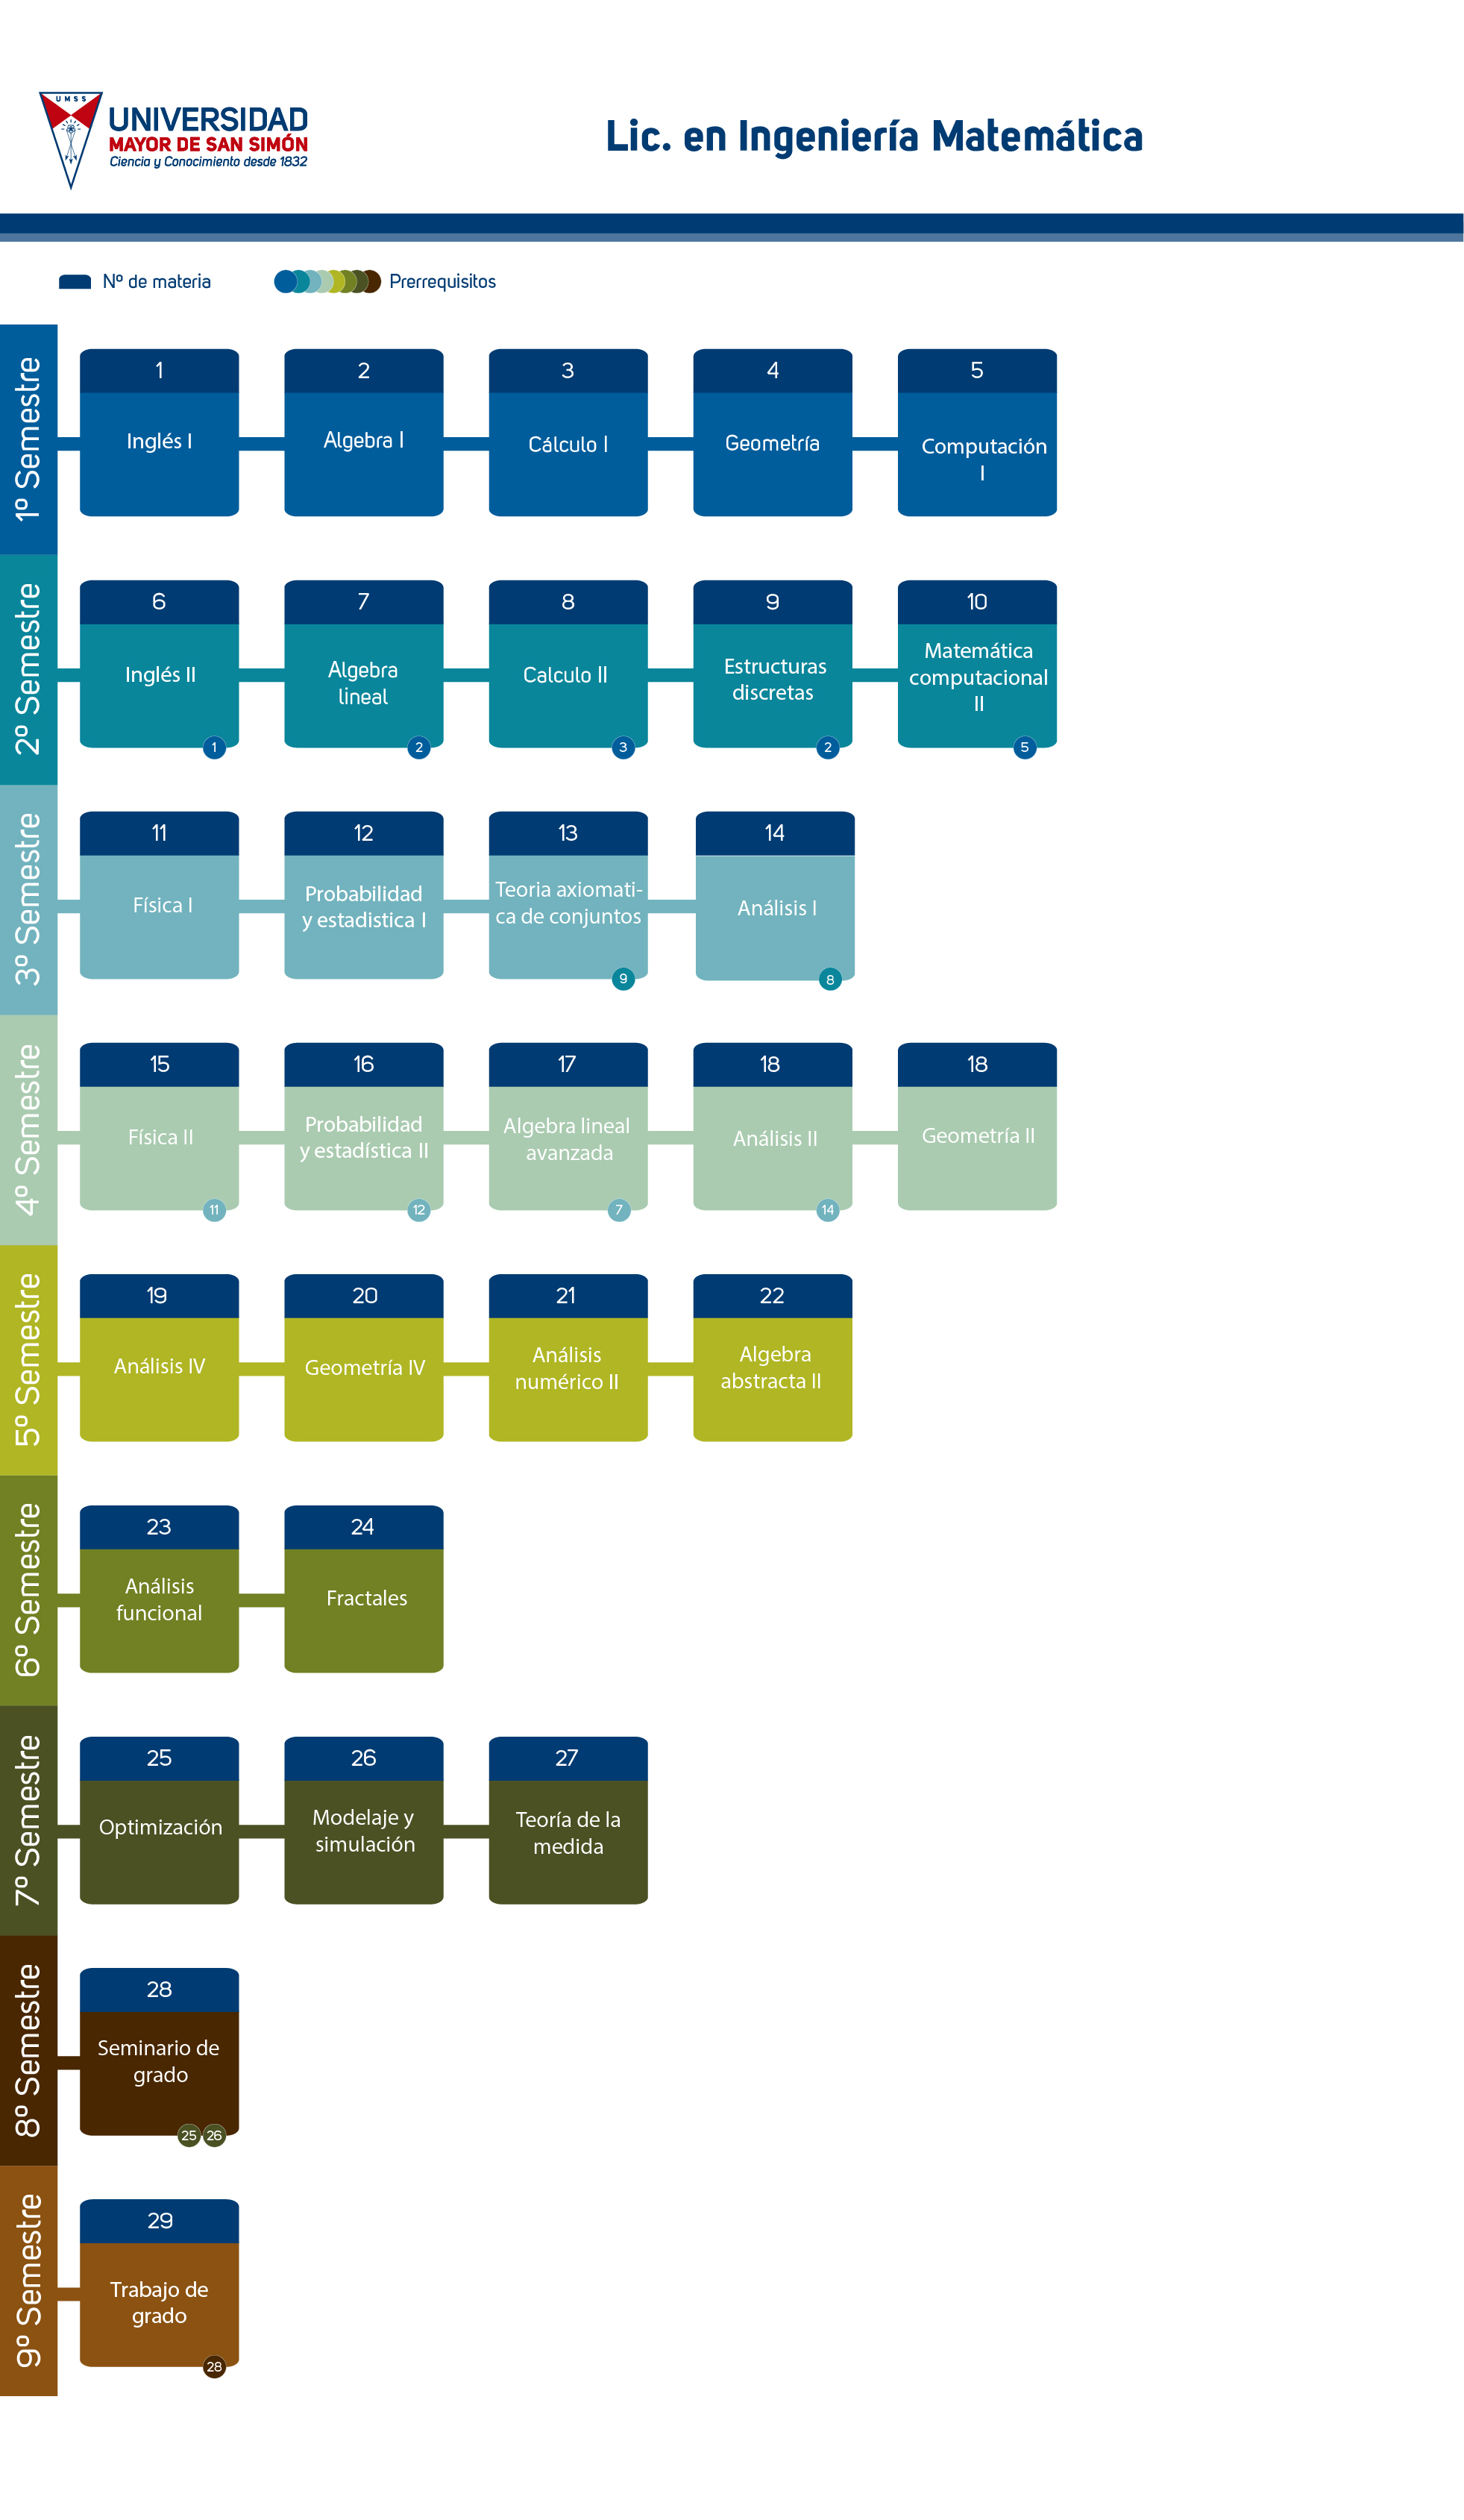 UMSS
UNIVERSIDAD
MAYOR DE SAN SIMÓN
Ciencia y Conocimiento desde 1832
Lic. en Ingeniería Matemática
Nº de materia
Prerrequisitos
1º Semestre
1
Inglés I
2
Algebra I
3
Cálculo I
4
Geometría
5
Computación
I
2º Semestre
6
Inglés II
1
7
Algebra
lineal
2
8
Calculo II
3
9
Estructuras
discretas
2
10
Matemática
computacional
II
5
3º Semestre
11
Física I
12
Probabilidad
y estadistica I
13
Teoria axiomati-
ca de conjuntos
9
14
Análisis I
8
4º Semestre
15
Física II
11
16
Probabilidad
y estadística II
12
17
Algebra lineal
avanzada
7
18
Análisis II
14
18
Geometría II
5º Semestre
19
Análisis IV
20
Geometría IV
21
Análisis
numérico II
22
Algebra
abstracta II
6º Semestre
23
Análisis
funcional
24
Fractales
7º Semestre
25
Optimización
26
Modelaje y
simulación
27
Teoría de la
medida
8º Semestre
28
Seminario de
grado
25
26
9º Semestre
29
Trabajo de
grado
28